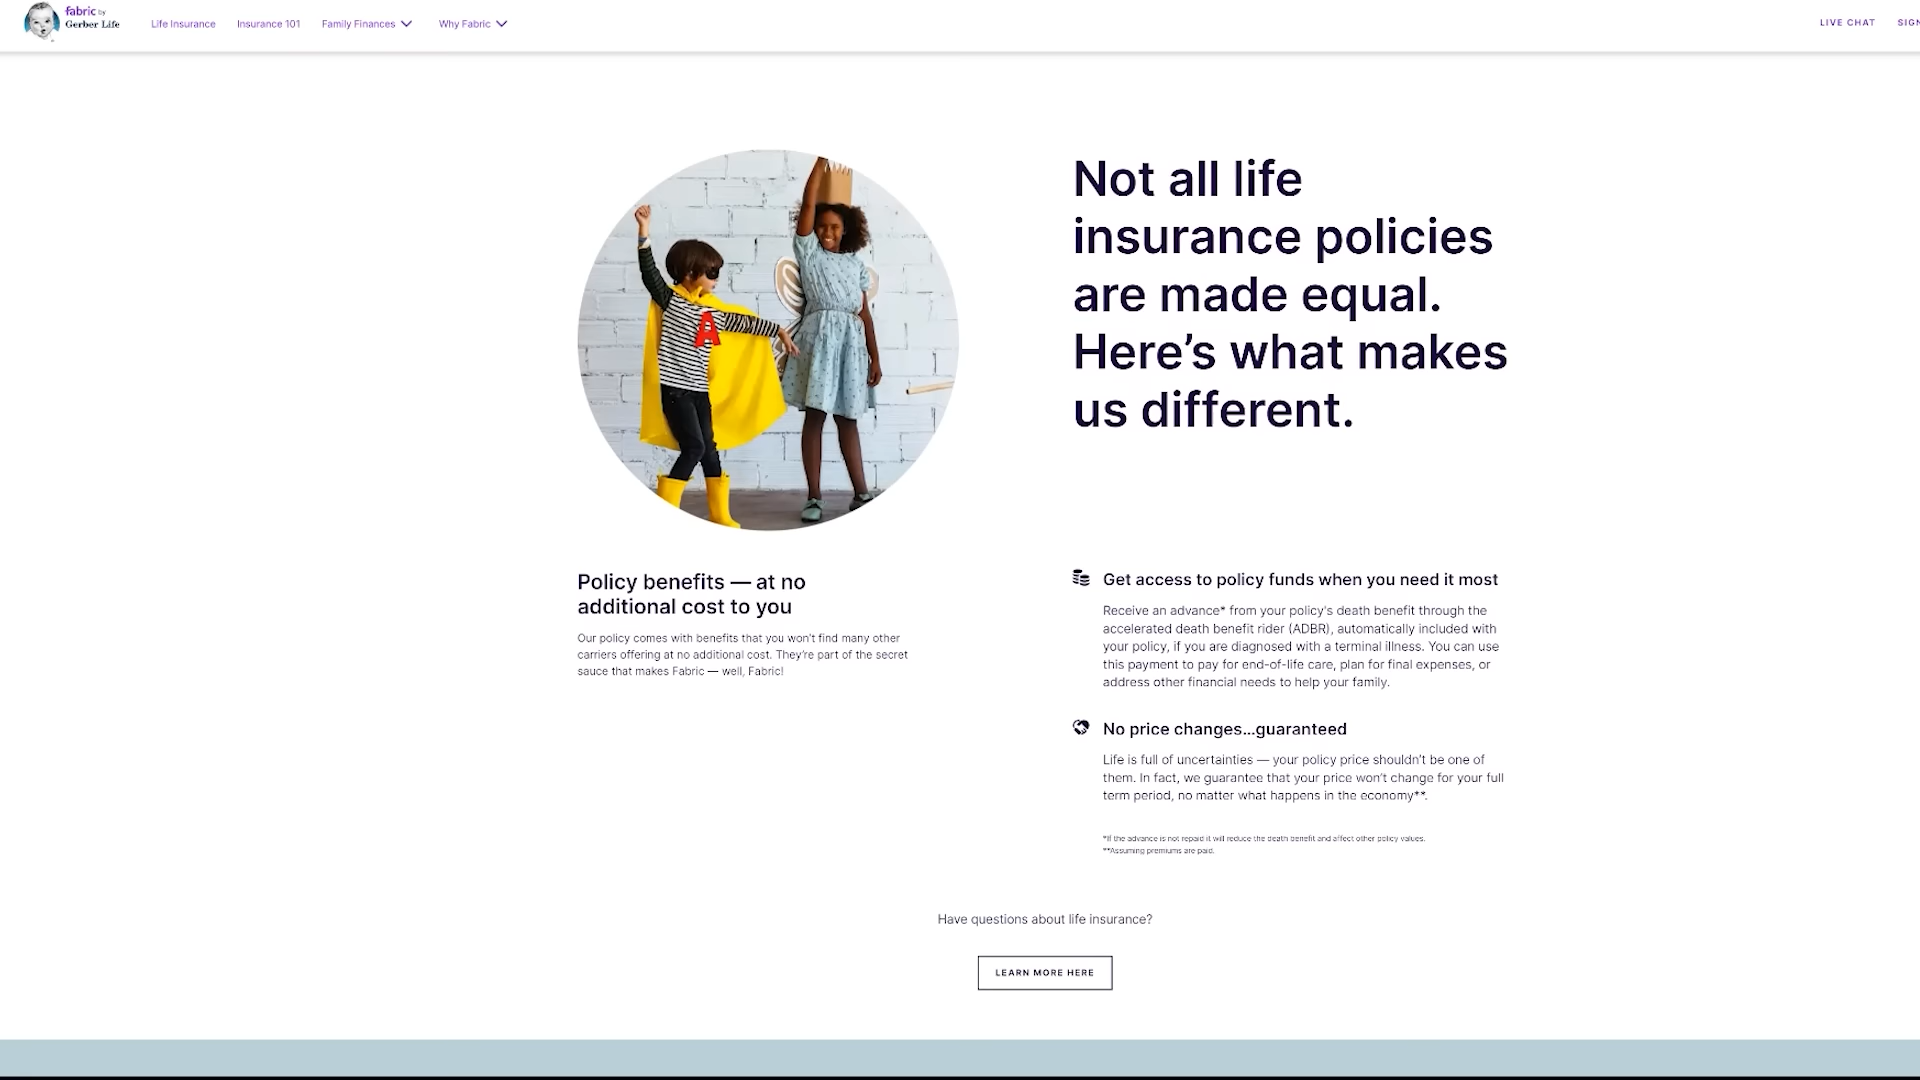 fabric by
Gerber Life
Life Insurance
Insurance 101
Family Finances
Why Fabric
LIVE CHAT
SIGN
A
Not all life
insurance policies
are made equal.
Here’s what makes
us different.
Policy benefits — at no
additional cost to you
Our policy comes with benefits that you won’t find many other
carriers offering at no additional cost. They’re part of the secret
sauce that makes Fabric — well, Fabric!
Get access to policy funds when you need it most
Receive an advance* from your policy's death benefit through the
accelerated death benefit rider (ADBR), automatically included with
your policy, if you are diagnosed with a terminal illness. You can use
this payment to pay for end-of-life care, plan for final expenses, or
address other financial needs to help your family.
No price changes...guaranteed
Life is full of uncertainties — your policy price shouldn’t be one of
them. In fact, we guarantee that your price won’t change for your full
term period, no matter what happens in the economy**.
*If the advance is not repaid it will reduce the death benefit and affect other policy values.
**Assuming premiums are paid.
Have questions about life insurance?
LEARN MORE HERE